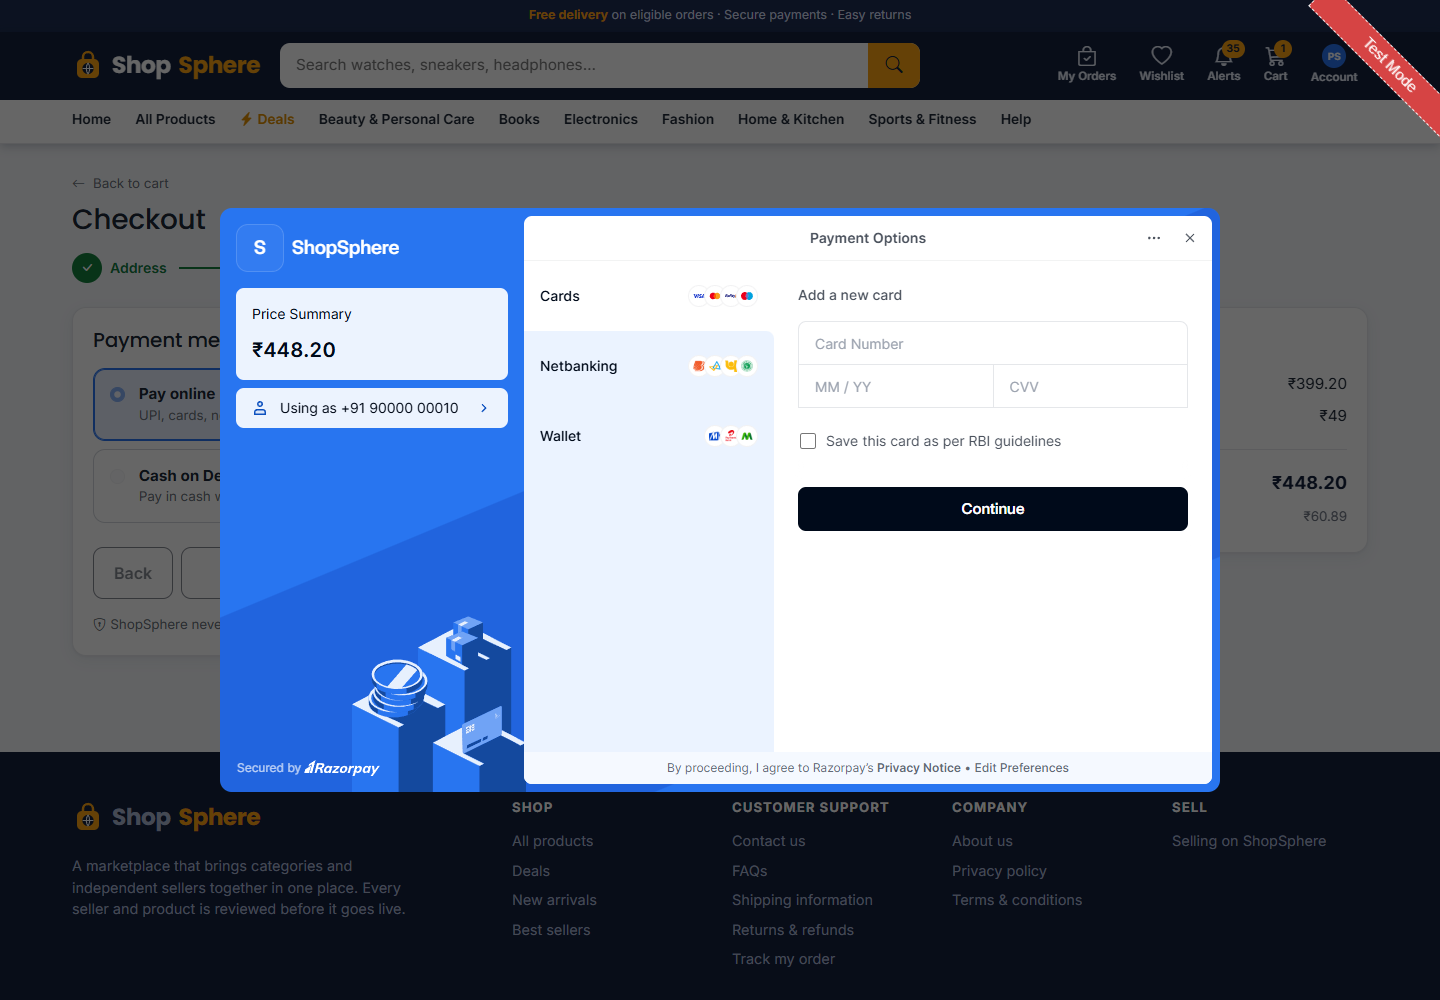 Free delivery on eligible orders · Secure payments · Easy returns
Test Mode
Shop Sphere
Search watches, sneakers, headphones...
My Orders
Wishlist
35
Alerts
1
Cart
PS
Account
Home
All Products
Deals
Beauty & Personal Care
Books
Electronics
Fashion
Home & Kitchen
Sports & Fitness
Help
← Back to cart
Checkout
Address
Payment me
Pay online
UPI, cards, n
Cash on De
Pay in cash w
Back
ShopSphere neve
₹399.20
₹49
₹448.20
₹60.89
S
ShopSphere
Price Summary
₹448.20
Using as +91 90000 00010
Secured by Razorpay
Payment Options
Cards
VISA
RuPay
Netbanking
Wallet
Add a new card
Card Number
MM / YY
CVV
Save this card as per RBI guidelines
Continue
By proceeding, I agree to Razorpay's Privacy Notice • Edit Preferences
Shop Sphere
A marketplace that brings categories and
independent sellers together in one place. Every
seller and product is reviewed before it goes live.
SHOP
All products
Deals
New arrivals
Best sellers
CUSTOMER SUPPORT
Contact us
FAQs
Shipping information
Returns & refunds
Track my order
COMPANY
About us
Privacy policy
Terms & conditions
SELL
Selling on ShopSphere